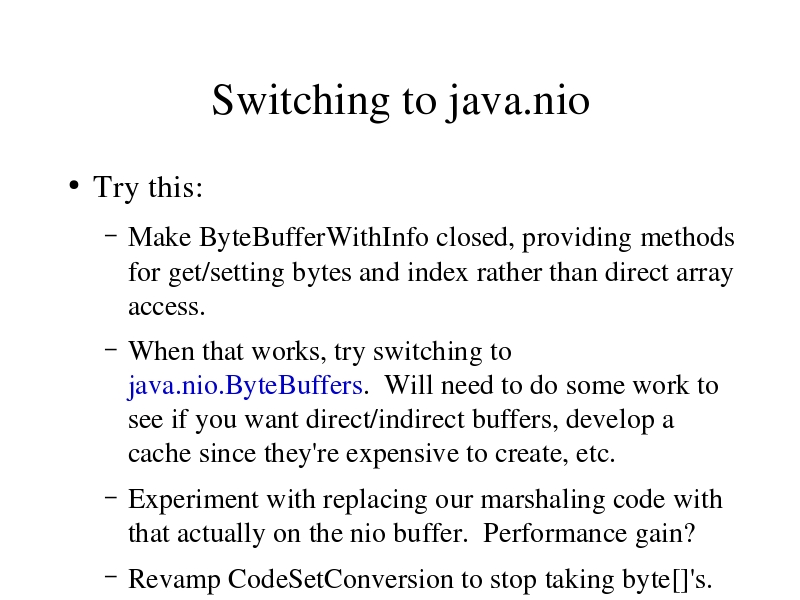 Switching to java.nio
• Try this:
– Make ByteBufferWithInfo closed, providing methods
for get/setting bytes and index rather than direct array
access.
– When that works, try switching to
java.nio.ByteBuffers.  Will need to do some work to
see if you want direct/indirect buffers, develop a
cache since they're expensive to create, etc.
– Experiment with replacing our marshaling code with
that actually on the nio buffer.  Performance gain?
– Revamp CodeSetConversion to stop taking byte[]'s.